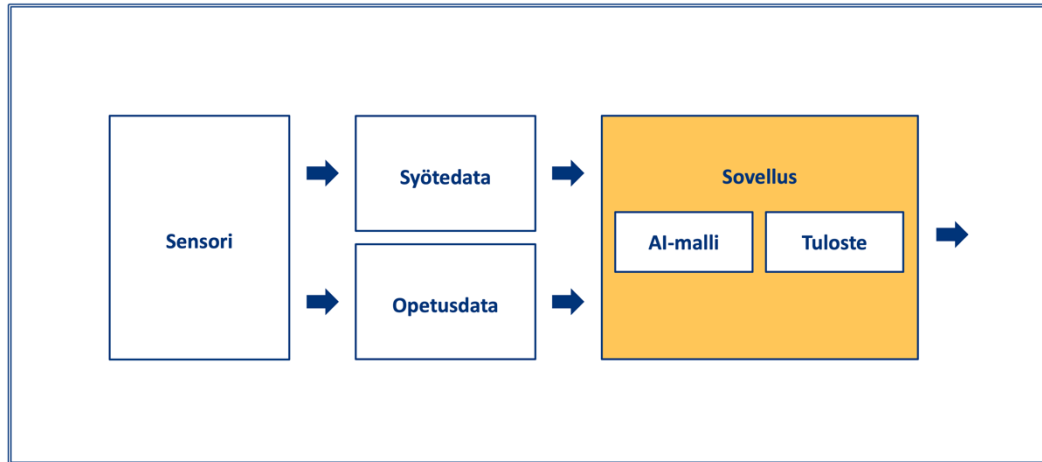 Sensori
Syötedata
Opetusdata
Sovellus
AI-malli
Tuloste